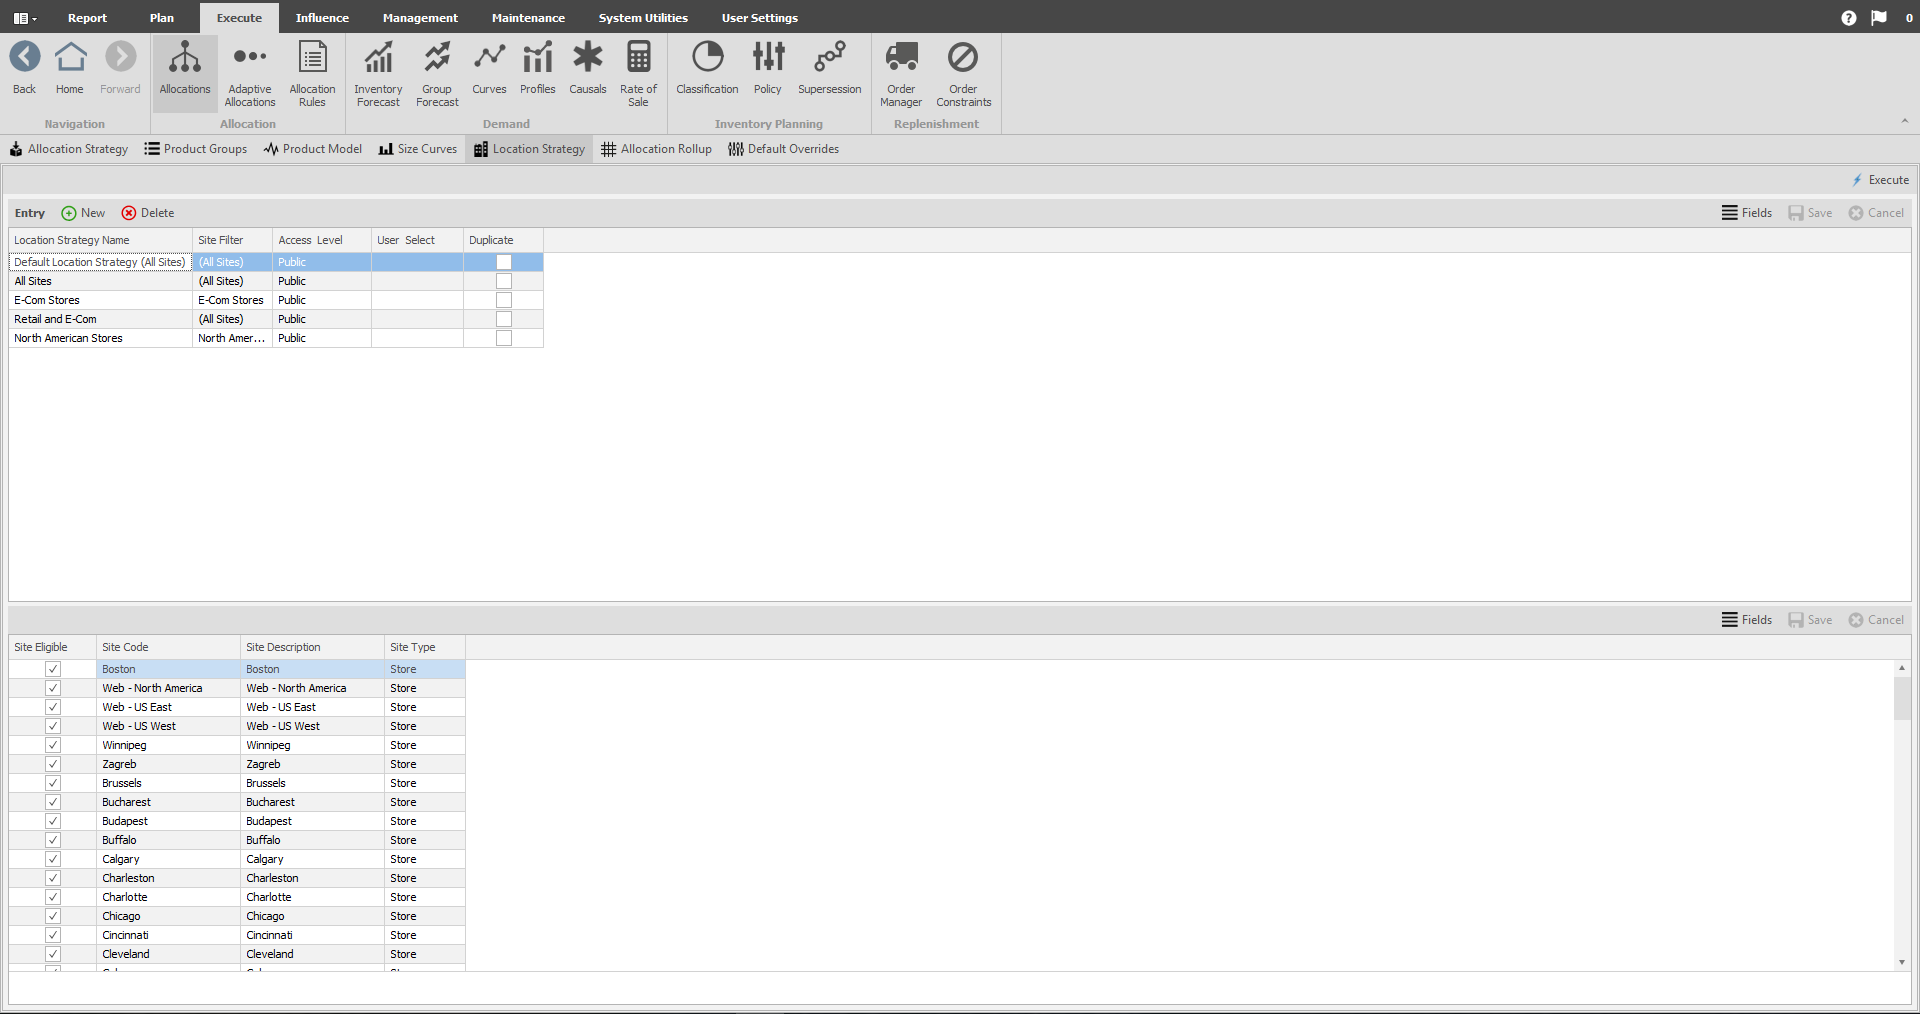 Report Plan Execute Influence Management Maintenance System Utilities User Settings 0
Back Home Forward Allocations Adaptive Allocations Allocation Rules Inventory Forecast Group Forecast Curves Profiles Causals Rate of Sale Classification Policy Supersession Order Manager Order Constraints
Navigation Allocation Demand Inventory Planning Replenishment
Allocation Strategy Product Groups Product Model Size Curves Location Strategy Allocation Rollup Default Overrides
Execute
Entry New Delete Fields Save Cancel
Location Strategy Name Site Filter Access Level User Select Duplicate
Default Location Strategy (All Sites) (All Sites) Public
All Sites (All Sites) Public
E-Com Stores E-Com Stores Public
Retail and E-Com (All Sites) Public
North American Stores North Amer... Public
Fields Save Cancel
Site Eligible Site Code Site Description Site Type
Boston Boston Store
Web - North America Web - North America Store
Web - US East Web - US East Store
Web - US West Web - US West Store
Winnipeg Winnipeg Store
Zagreb Zagreb Store
Brussels Brussels Store
Bucharest Bucharest Store
Budapest Budapest Store
Buffalo Buffalo Store
Calgary Calgary Store
Charleston Charleston Store
Charlotte Charlotte Store
Chicago Chicago Store
Cincinnati Cincinnati Store
Cleveland Cleveland Store